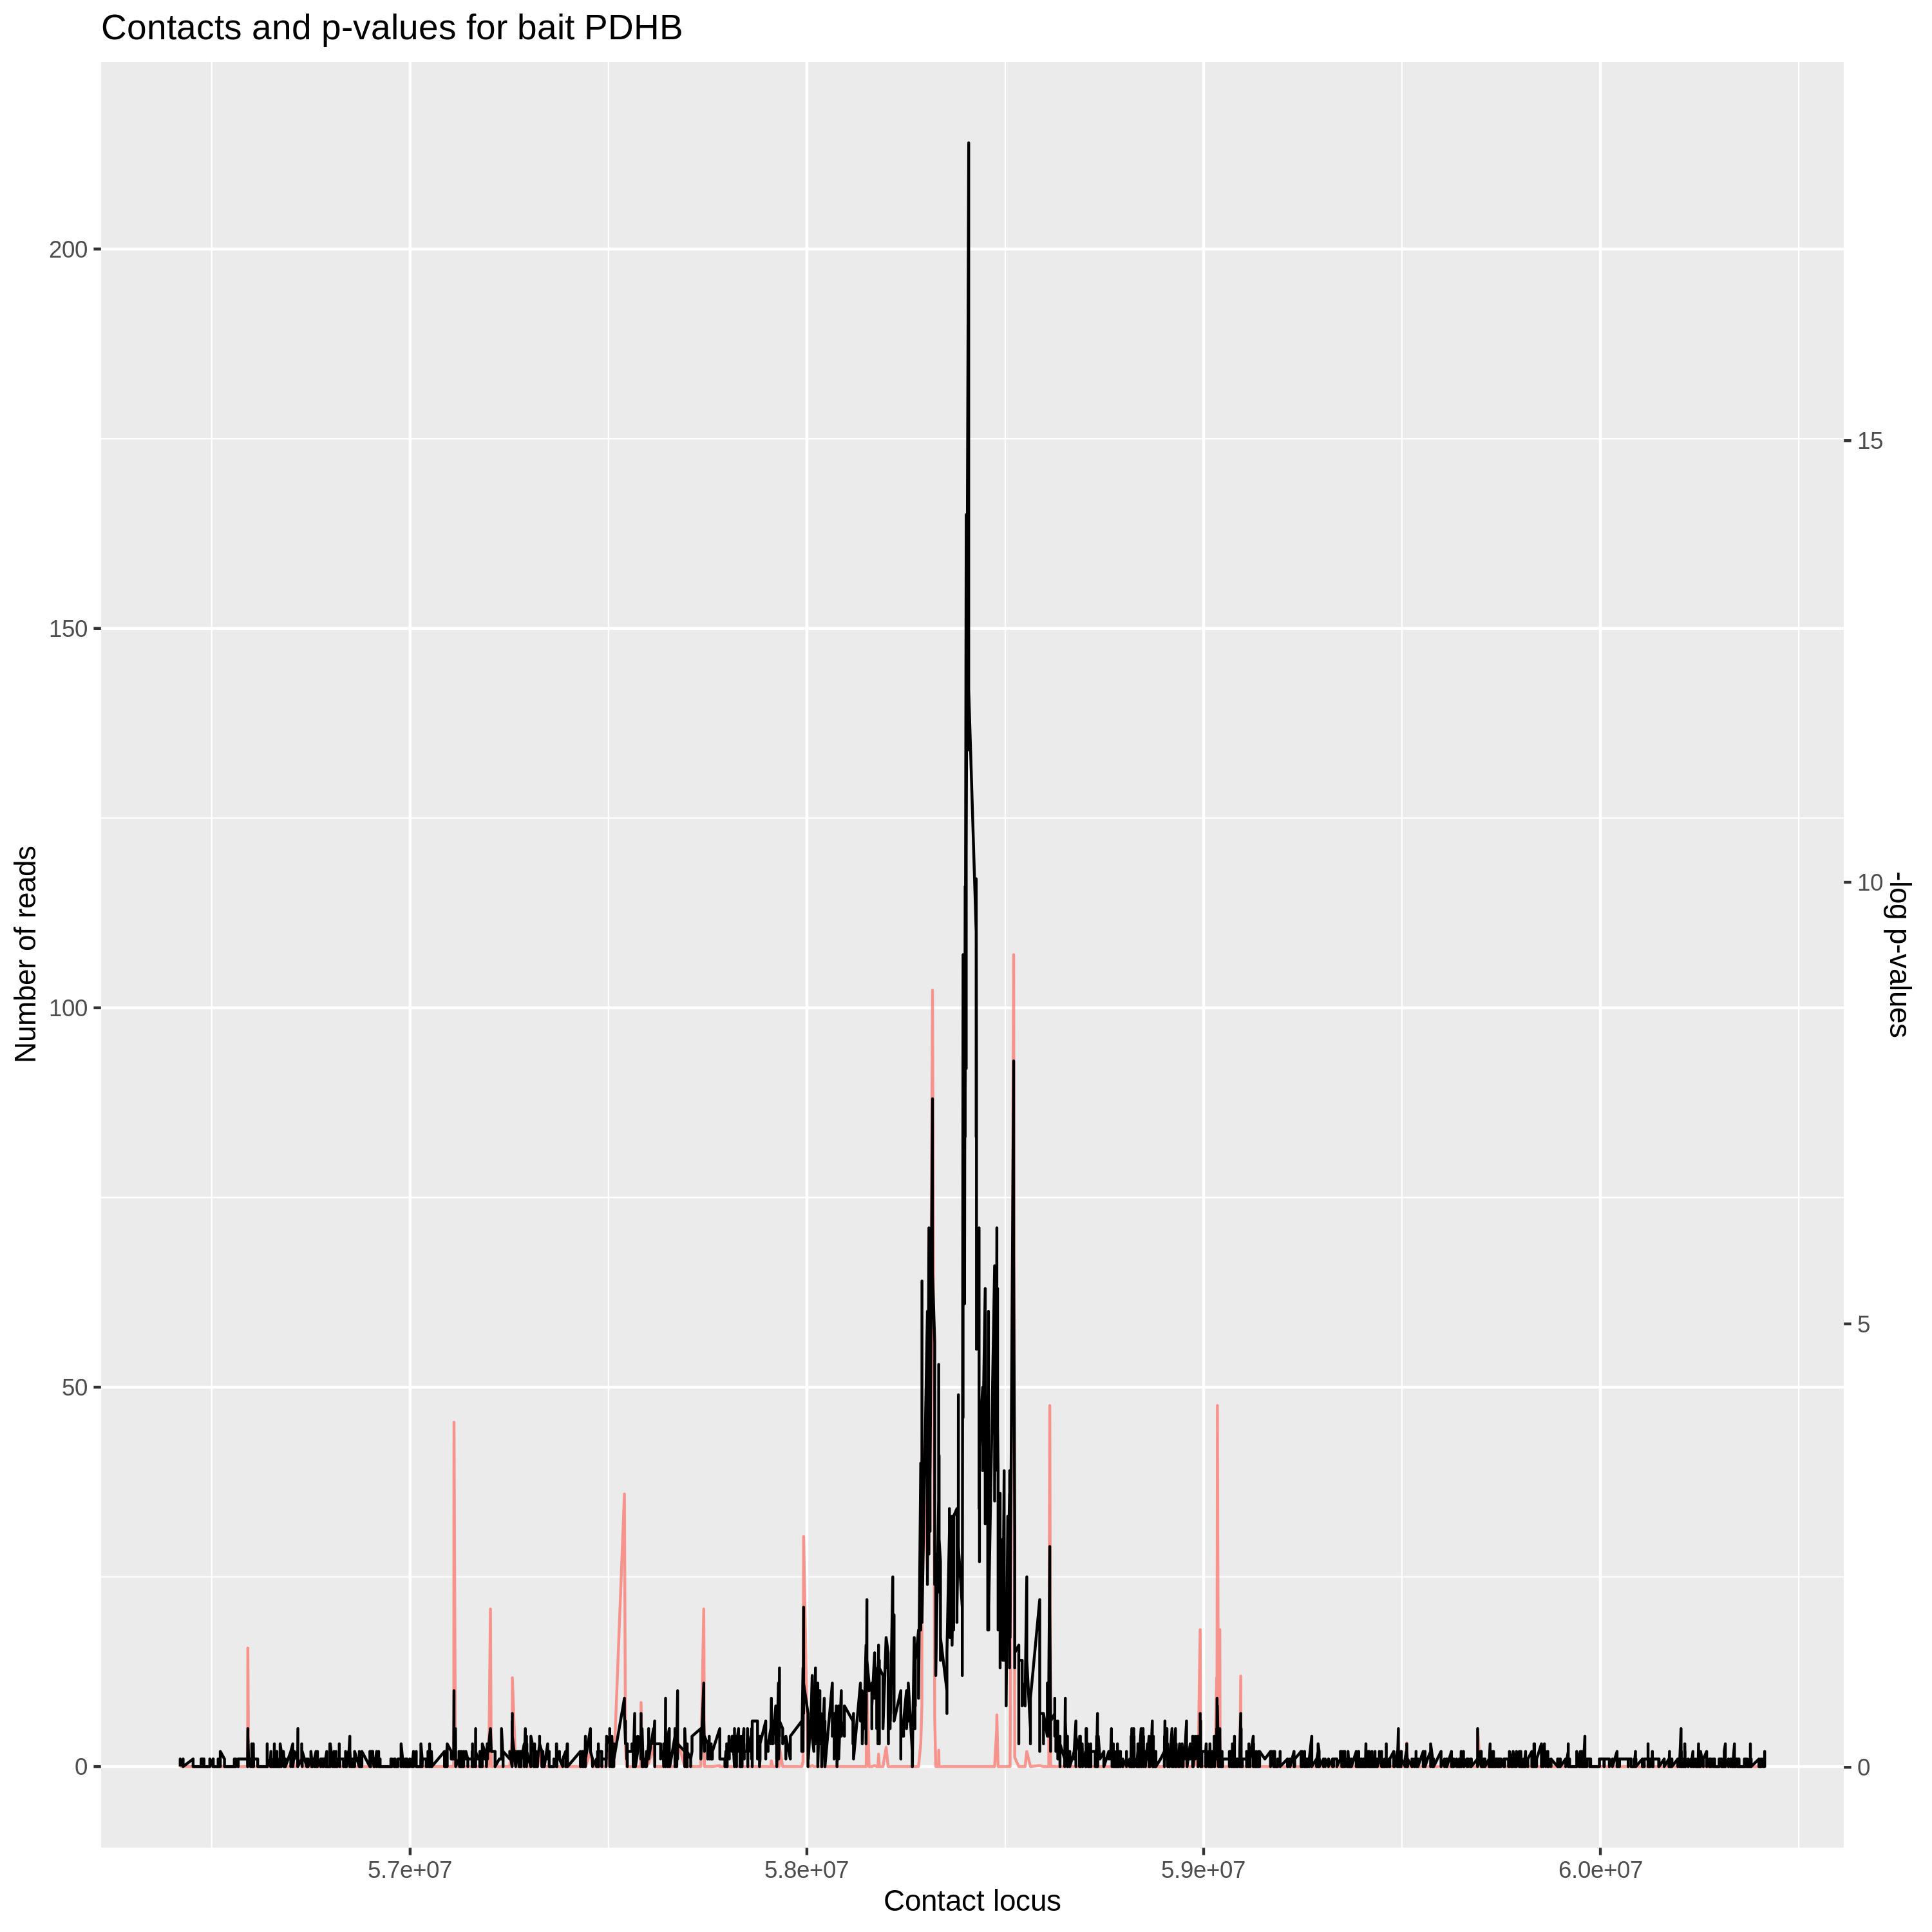 Contacts and p-values for bait PDHB
200
150
100
50
0
Number of reads
15
10
5
0
-log p-values
5.7e+07
5.8e+07
5.9e+07
6.0e+07
Contact locus